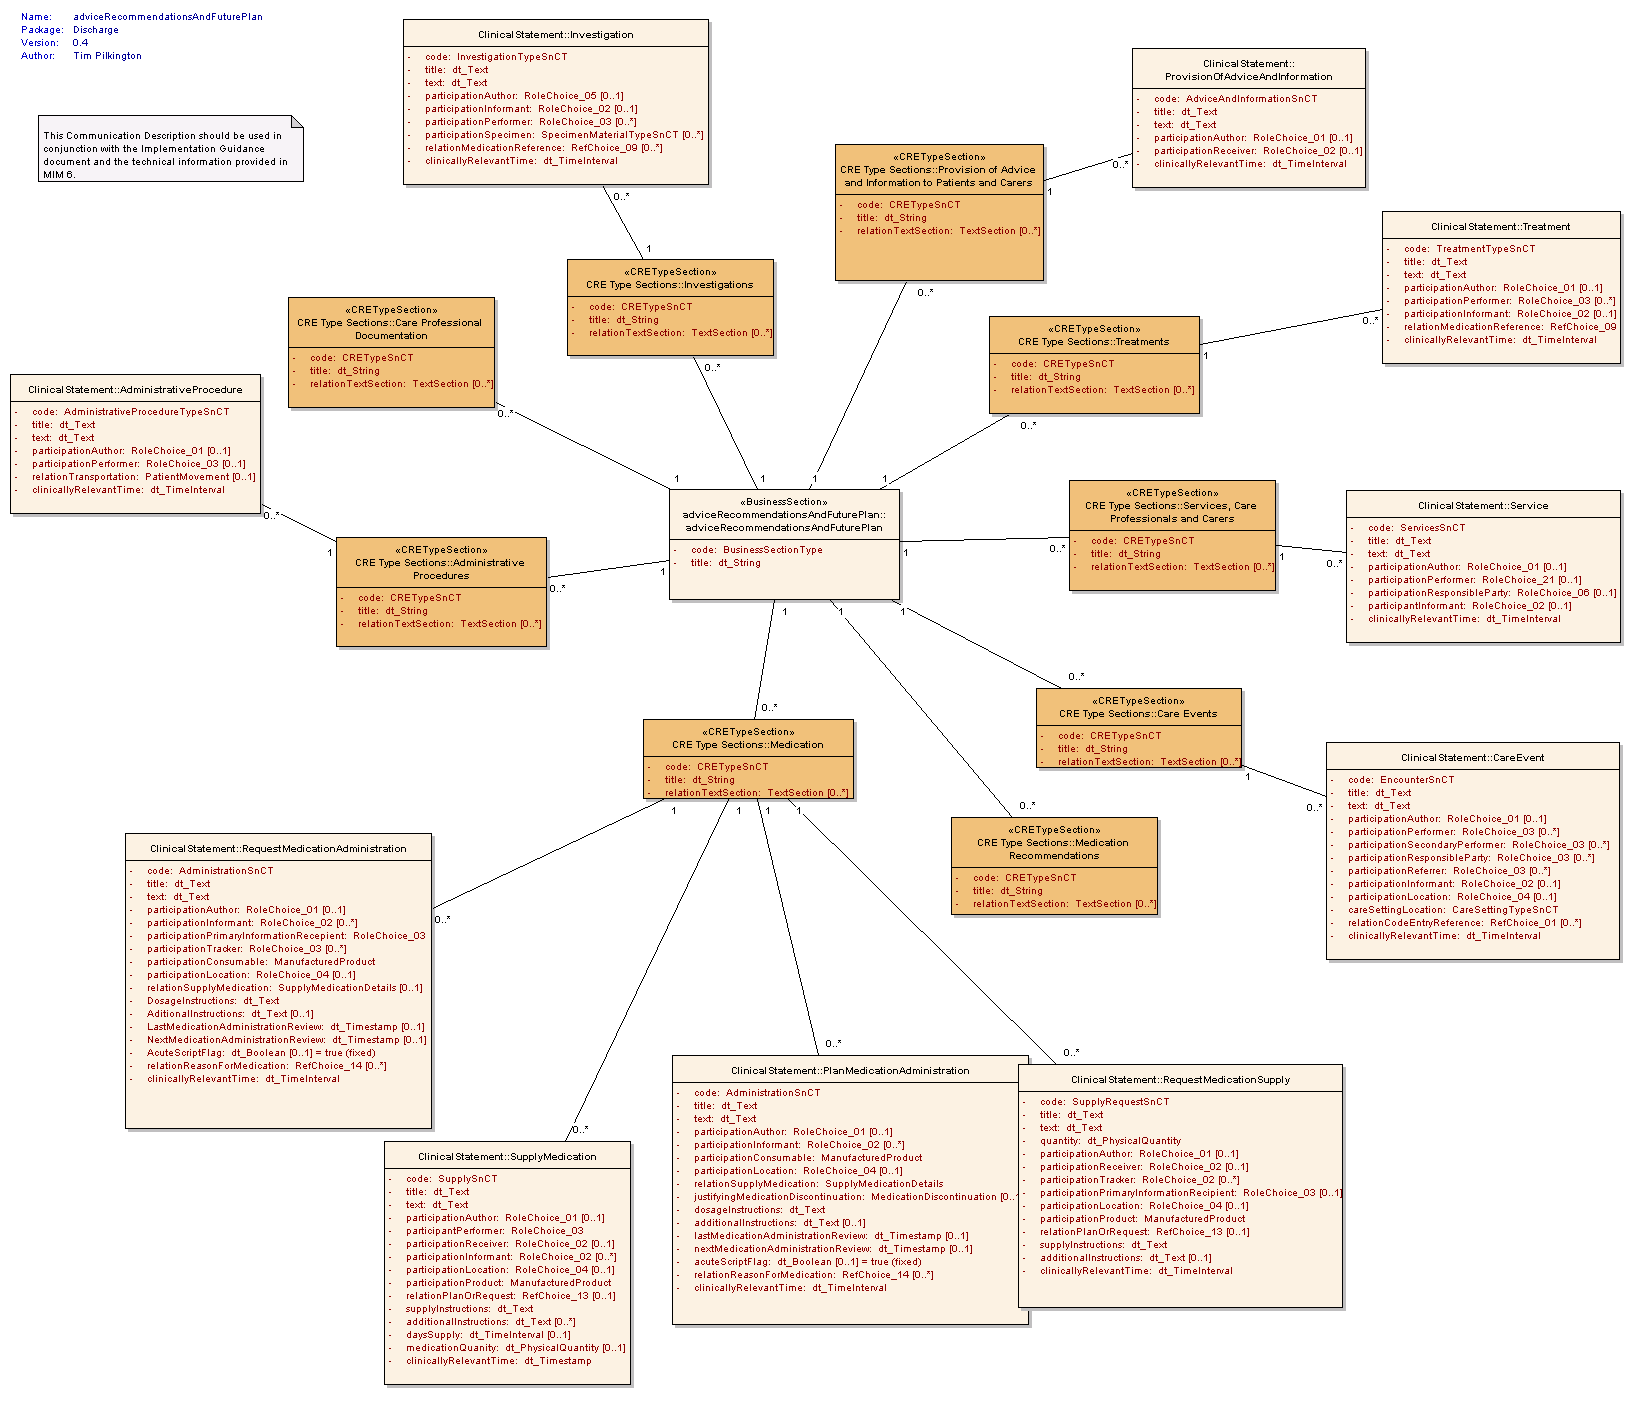 Name: adviceRecommendationsAndFuturePlan
Package: Discharge
Version: 0.4
Author: Tim Pilkington
This Communication Description should be used in
conjunction with the Implementation Guidance
document and the technical information provided in
MIM 6.
ClinicalStatement::Investigation
- code: InvestigationTypeSnCT
- title: dt_Text
- text: dt_Text
- participationAuthor: RoleChoice_05 [0..1]
- participationInformant: RoleChoice_02 [0..1]
- participationPerformer: RoleChoice_03 [0..*]
- participationSpecimen: SpecimenMaterialTypeSnCT [0..*]
- relationMedicationReference: RefChoice_09 [0..*]
- clinicallyRelevantTime: dt_TimeInterval
0..*
1
ClinicalStatement::
ProvisionOfAdviceAndInformation
- code: AdviceAndInformationSnCT
- title: dt_Text
- text: dt_Text
- participationAuthor: RoleChoice_01 [0..1]
- participationReceiver: RoleChoice_02 [0..1]
- clinicallyRelevantTime: dt_TimeInterval
0..*
1
«CRETypeSection»
CRE Type Sections::Provision of Advice
and Information to Patients and Carers
- code: CRETypeSnCT
- title: dt_String
- relationTextSection: TextSection [0..*]
0..*
1
ClinicalStatement::Treatment
- code: TreatmentTypeSnCT
- title: dt_Text
- text: dt_Text
- participationAuthor: RoleChoice_01 [0..1]
- participationPerformer: RoleChoice_03 [0..*]
- participationInformant: RoleChoice_02 [0..1]
- relationMedicationReference: RefChoice_09
- clinicallyRelevantTime: dt_TimeInterval
0..*
1
«CRETypeSection»
CRE Type Sections::Investigations
- code: CRETypeSnCT
- title: dt_String
- relationTextSection: TextSection [0..*]
0..*
1
«CRETypeSection»
CRE Type Sections::Care Professional
Documentation
- code: CRETypeSnCT
- title: dt_String
- relationTextSection: TextSection [0..*]
0..*
1
«CRETypeSection»
CRE Type Sections::Treatments
- code: CRETypeSnCT
- title: dt_String
- relationTextSection: TextSection [0..*]
0..*
1
ClinicalStatement::AdministrativeProcedure
- code: AdministrativeProcedureTypeSnCT
- title: dt_Text
- text: dt_Text
- participationAuthor: RoleChoice_01 [0..1]
- participationPerformer: RoleChoice_03 [0..1]
- relationTransportation: PatientMovement [0..1]
- clinicallyRelevantTime: dt_TimeInterval
0..*
1
«BusinessSection»
adviceRecommendationsAndFuturePlan::
adviceRecommendationsAndFuturePlan
- code: BusinessSectionType
- title: dt_String
«CRETypeSection»
CRE Type Sections::Services, Care
Professionals and Carers
- code: CRETypeSnCT
- title: dt_String
- relationTextSection: TextSection [0..*]
1
0..*
1
0..*
ClinicalStatement::Service
- code: ServicesSnCT
- title: dt_Text
- text: dt_Text
- participationAuthor: RoleChoice_01 [0..1]
- participationPerformer: RoleChoice_21 [0..1]
- participationResponsibleParty: RoleChoice_06 [0..1]
- participantInformant: RoleChoice_02 [0..1]
- clinicallyRelevantTime: dt_TimeInterval
«CRETypeSection»
CRE Type Sections::Administrative
Procedures
- code: CRETypeSnCT
- title: dt_String
- relationTextSection: TextSection [0..*]
0..*
1
1
1
1
0..*
«CRETypeSection»
CRE Type Sections::Care Events
- code: CRETypeSnCT
- title: dt_String
- relationTextSection: TextSection [0..*]
1
0..*
0..*
«CRETypeSection»
CRE Type Sections::Medication
- code: CRETypeSnCT
- title: dt_String
- relationTextSection: TextSection [0..*]
1
1
1
1
ClinicalStatement::CareEvent
- code: EncounterSnCT
- title: dt_Text
- text: dt_Text
- participationAuthor: RoleChoice_01 [0..1]
- participationPerformer: RoleChoice_03 [0..*]
- participationSecondaryPerformer: RoleChoice_03 [0..*]
- participationResponsibleParty: RoleChoice_03 [0..*]
- participationReferrer: RoleChoice_03 [0..*]
- participationInformant: RoleChoice_02 [0..1]
- participationLocation: RoleChoice_04 [0..1]
- careSettingLocation: CareSettingTypeSnCT
- relationCodeEntryReference: RefChoice_01 [0..*]
- clinicallyRelevantTime: dt_TimeInterval
0..*
«CRETypeSection»
CRE Type Sections::Medication
Recommendations
- code: CRETypeSnCT
- title: dt_String
- relationTextSection: TextSection [0..*]
ClinicalStatement::RequestMedicationAdministration
- code: AdministrationSnCT
- title: dt_Text
- text: dt_Text
- participationAuthor: RoleChoice_01 [0..1]
- participationInformant: RoleChoice_02 [0..*]
- participationPrimaryInformationRecepient: RoleChoice_03
- participationTracker: RoleChoice_03 [0..*]
- participationConsumable: ManufacturedProduct
- participationLocation: RoleChoice_04 [0..1]
- relationSupplyMedication: SupplyMedicationDetails [0..1]
- DosageInstructions: dt_Text
- AditionalInstructions: dt_Text [0..1]
- LastMedicationAdministrationReview: dt_Timestamp [0..1]
- NextMedicationAdministrationReview: dt_Timestamp [0..1]
- AcuteScriptFlag: dt_Boolean [0..1] = true (fixed)
- relationReasonForMedication: RefChoice_14 [0..*]
- clinicallyRelevantTime: dt_TimeInterval
0..*
0..*
ClinicalStatement::SupplyMedication
- code: SupplySnCT
- title: dt_Text
- text: dt_Text
- participationAuthor: RoleChoice_01 [0..1]
- participantPerformer: RoleChoice_03
- participationReceiver: RoleChoice_02 [0..1]
- participationInformant: RoleChoice_02 [0..*]
- participationLocation: RoleChoice_04 [0..1]
- participationProduct: ManufacturedProduct
- relationPlanOrRequest: RefChoice_13 [0..1]
- supplyInstructions: dt_Text
- additionalInstructions: dt_Text [0..*]
- daysSupply: dt_TimeInterval [0..1]
- medicationQuanity: dt_PhysicalQuantity [0..1]
- clinicallyRelevantTime: dt_Timestamp
0..*
ClinicalStatement::PlanMedicationAdministration
- code: AdministrationSnCT
- title: dt_Text
- text: dt_Text
- participationAuthor: RoleChoice_01 [0..1]
- participationInformant: RoleChoice_02 [0..*]
- participationConsumable: ManufacturedProduct
- participationLocation: RoleChoice_04 [0..1]
- relationSupplyMedication: SupplyMedicationDetails
- justifyingMedicationDiscontinuation: MedicationDiscontinuation [0..
- dosageInstructions: dt_Text
- additionalInstructions: dt_Text [0..1]
- lastMedicationAdministrationReview: dt_Timestamp [0..1]
- nextMedicationAdministrationReview: dt_Timestamp [0..1]
- acuteScriptFlag: dt_Boolean [0..1] = true (fixed)
- relationReasonForMedication: RefChoice_14 [0..*]
- clinicallyRelevantTime: dt_TimeInterval
0..*
ClinicalStatement::RequestMedicationSupply
- code: SupplyRequestSnCT
- title: dt_Text
- text: dt_Text
- quantity: dt_PhysicalQuantity
- participationAuthor: RoleChoice_01 [0..1]
- participationReceiver: RoleChoice_02 [0..1]
- participationTracker: RoleChoice_02 [0..*]
- participationPrimaryInformationRecipient: RoleChoice_03 [0..1]
- participationLocation: RoleChoice_04 [0..1]
- participationProduct: ManufacturedProduct
- relationPlanOrRequest: RefChoice_13 [0..1]
- supplyInstructions: dt_Text
- additionalInstructions: dt_Text [0..1]
- clinicallyRelevantTime: dt_TimeInterval